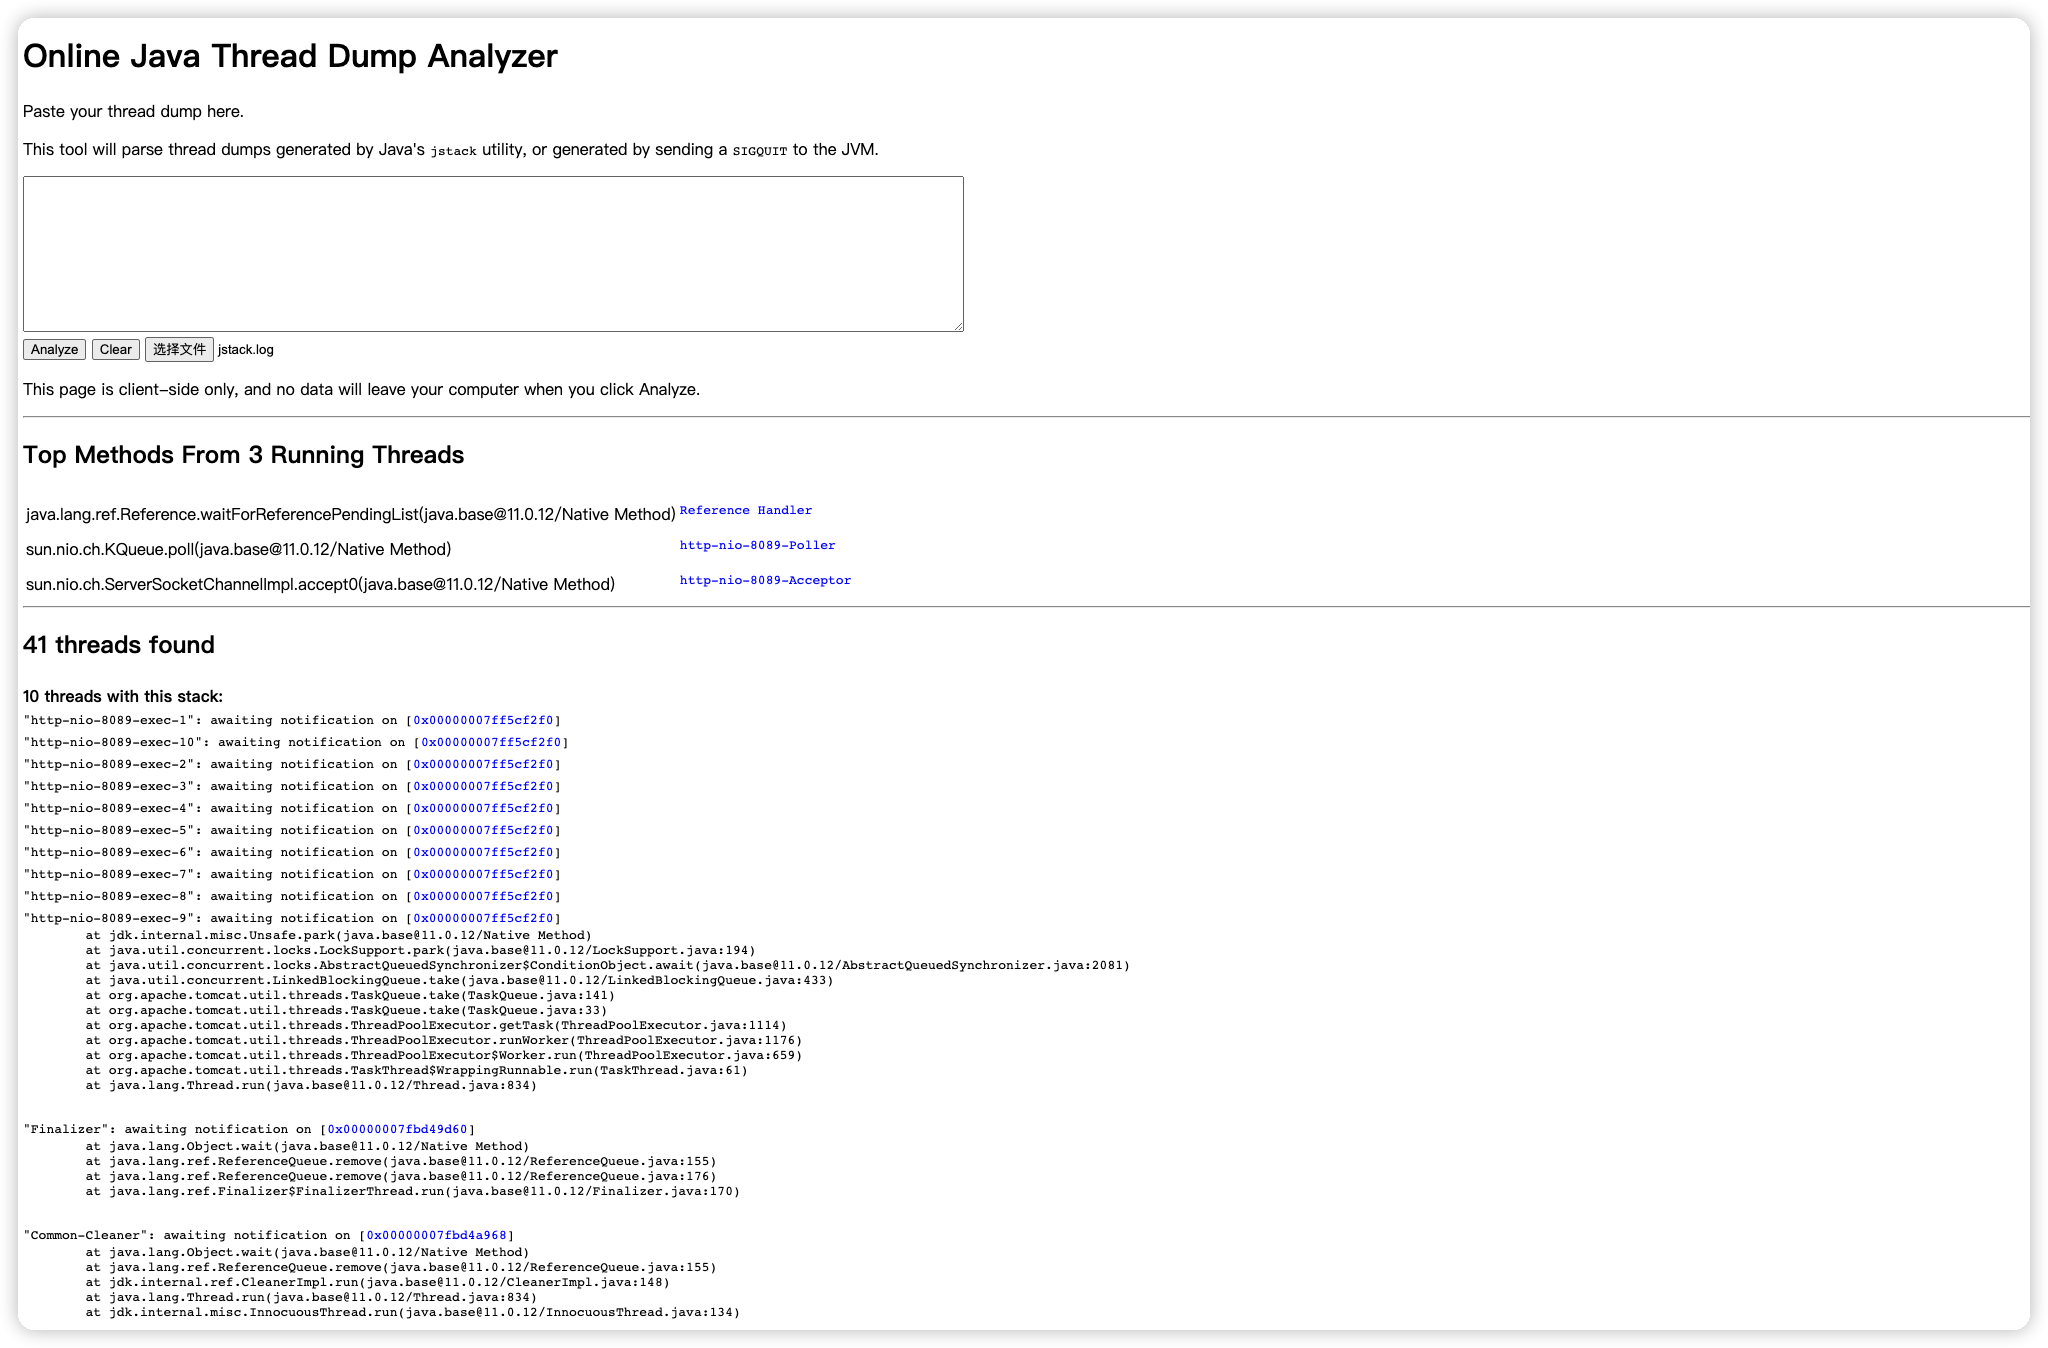 Online Java Thread Dump Analyzer
Paste your thread dump here.
This tool will parse thread dumps generated by Java's jstack utility, or generated by sending a SIGQUIT to the JVM.
Analyze Clear 选择文件 jstack.log
This page is client-side only, and no data will leave your computer when you click Analyze.
Top Methods From 3 Running Threads
java.lang.ref.Reference.waitForReferencePendingList(java.base@11.0.12/Native Method) Reference Handler
sun.nio.ch.KQueue.poll(java.base@11.0.12/Native Method) http-nio-8089-Poller
sun.nio.ch.ServerSocketChannelImpl.accept0(java.base@11.0.12/Native Method) http-nio-8089-Acceptor
41 threads found
10 threads with this stack:
"http-nio-8089-exec-1": awaiting notification on [0x00000007ff5cf2f0]
"http-nio-8089-exec-10": awaiting notification on [0x00000007ff5cf2f0]
"http-nio-8089-exec-2": awaiting notification on [0x00000007ff5cf2f0]
"http-nio-8089-exec-3": awaiting notification on [0x00000007ff5cf2f0]
"http-nio-8089-exec-4": awaiting notification on [0x00000007ff5cf2f0]
"http-nio-8089-exec-5": awaiting notification on [0x00000007ff5cf2f0]
"http-nio-8089-exec-6": awaiting notification on [0x00000007ff5cf2f0]
"http-nio-8089-exec-7": awaiting notification on [0x00000007ff5cf2f0]
"http-nio-8089-exec-8": awaiting notification on [0x00000007ff5cf2f0]
"http-nio-8089-exec-9": awaiting notification on [0x00000007ff5cf2f0]
at jdk.internal.misc.Unsafe.park(java.base@11.0.12/Native Method)
at java.util.concurrent.locks.LockSupport.park(java.base@11.0.12/LockSupport.java:194)
at java.util.concurrent.locks.AbstractQueuedSynchronizer$ConditionObject.await(java.base@11.0.12/AbstractQueuedSynchronizer.java:2081)
at java.util.concurrent.LinkedBlockingQueue.take(java.base@11.0.12/LinkedBlockingQueue.java:433)
at org.apache.tomcat.util.threads.TaskQueue.take(TaskQueue.java:141)
at org.apache.tomcat.util.threads.TaskQueue.take(TaskQueue.java:33)
at org.apache.tomcat.util.threads.ThreadPoolExecutor.getTask(ThreadPoolExecutor.java:1114)
at org.apache.tomcat.util.threads.ThreadPoolExecutor.runWorker(ThreadPoolExecutor.java:1176)
at org.apache.tomcat.util.threads.ThreadPoolExecutor$Worker.run(ThreadPoolExecutor.java:659)
at org.apache.tomcat.util.threads.TaskThread$WrappingRunnable.run(TaskThread.java:61)
at java.lang.Thread.run(java.base@11.0.12/Thread.java:834)
"Finalizer": awaiting notification on [0x00000007fbd49d60]
at java.lang.Object.wait(java.base@11.0.12/Native Method)
at java.lang.ref.ReferenceQueue.remove(java.base@11.0.12/ReferenceQueue.java:155)
at java.lang.ref.ReferenceQueue.remove(java.base@11.0.12/ReferenceQueue.java:176)
at java.lang.ref.Finalizer$FinalizerThread.run(java.base@11.0.12/Finalizer.java:170)
"Common-Cleaner": awaiting notification on [0x00000007fbd4a968]
at java.lang.Object.wait(java.base@11.0.12/Native Method)
at java.lang.ref.ReferenceQueue.remove(java.base@11.0.12/ReferenceQueue.java:155)
at jdk.internal.ref.CleanerImpl.run(java.base@11.0.12/CleanerImpl.java:148)
at java.lang.Thread.run(java.base@11.0.12/Thread.java:834)
at jdk.internal.misc.InnocuousThread.run(java.base@11.0.12/InnocuousThread.java:134)